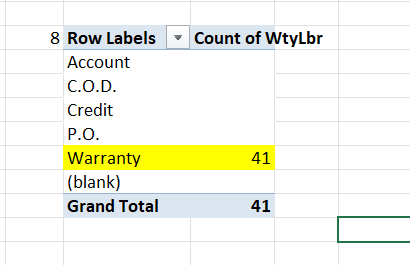 8 Row Labels Count of WtyLbr
Account
C.O.D.
Credit
P.O.
Warranty 41
(blank)
Grand Total 41